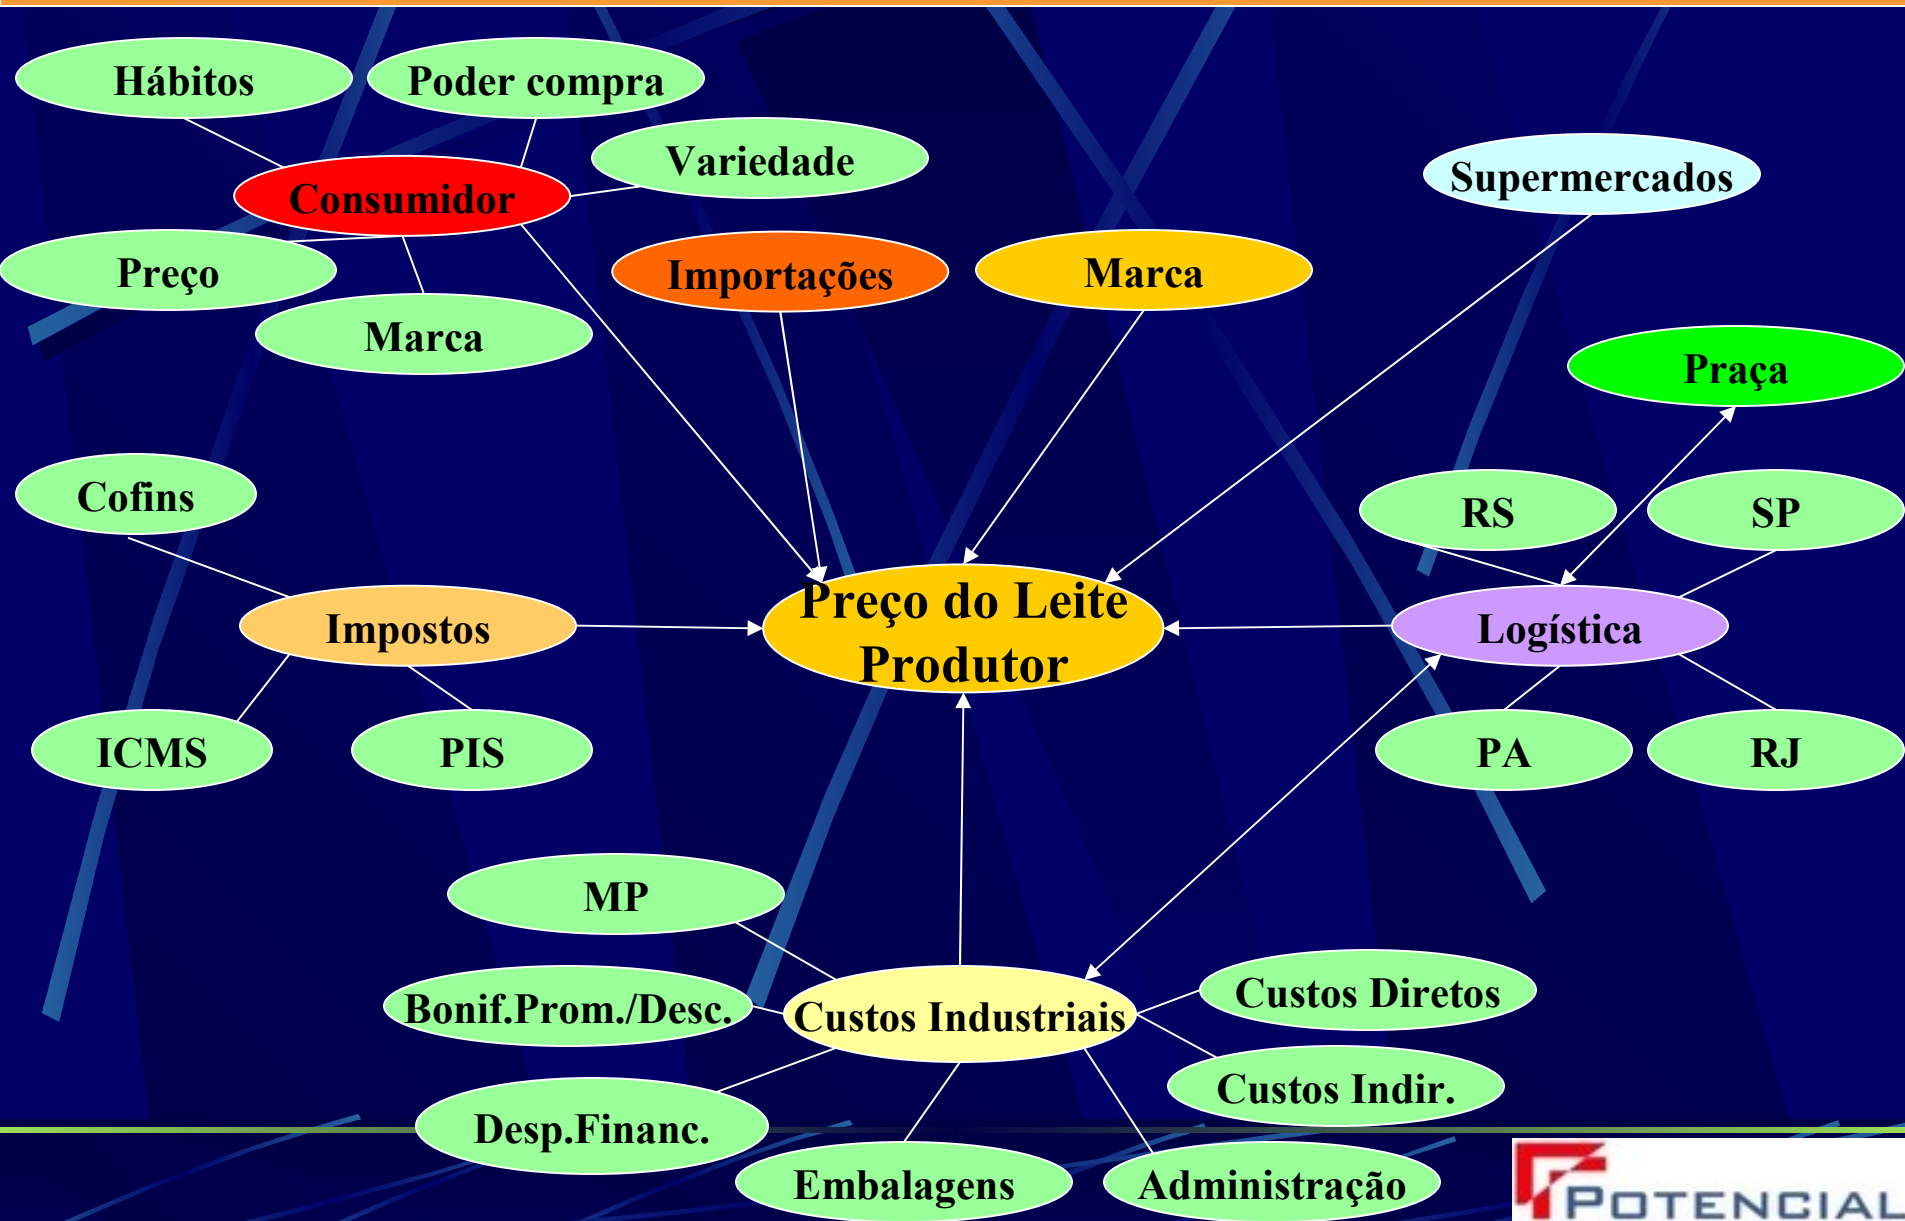 Hábitos
Poder compra
Variedade
Consumidor
Supermercados
Preço
Importações
Marca
Marca
Praça
Cofins
RS
SP
Preço do Leite
Produtor
Impostos
Logística
ICMS
PIS
PA
RJ
MP
Bonif.Prom./Desc.
Custos Industriais
Custos Diretos
Custos Indir.
Desp.Financ.
Embalagens
Administração
POTENCIAL